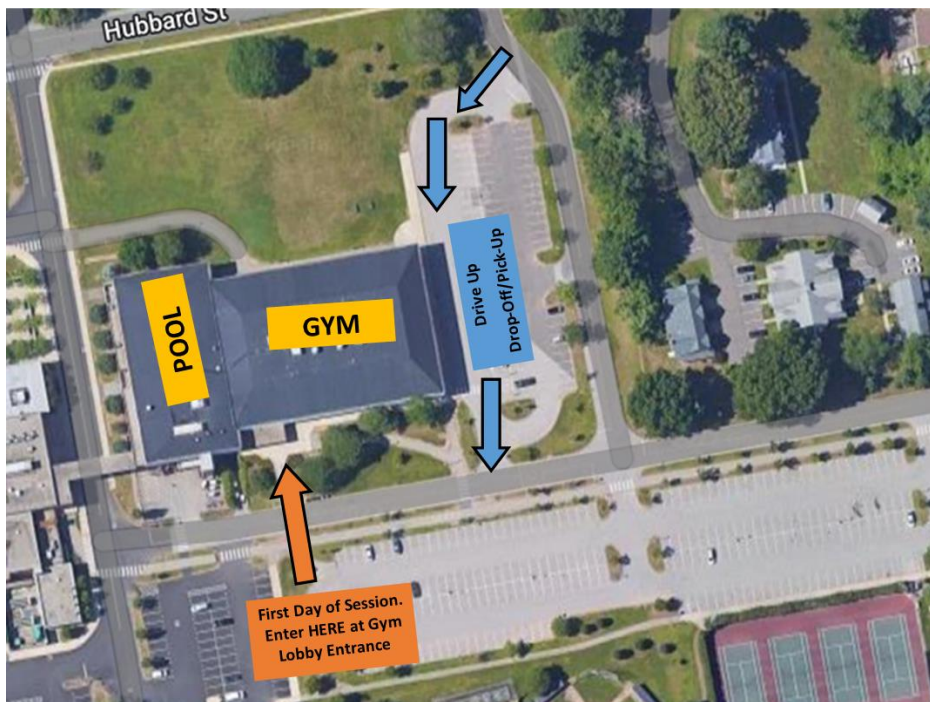 Hubbard St
Drive Up
Drop-Off/Pick-Up
POOL
GYM
First Day of Session.
Enter HERE at Gym
Lobby Entrance